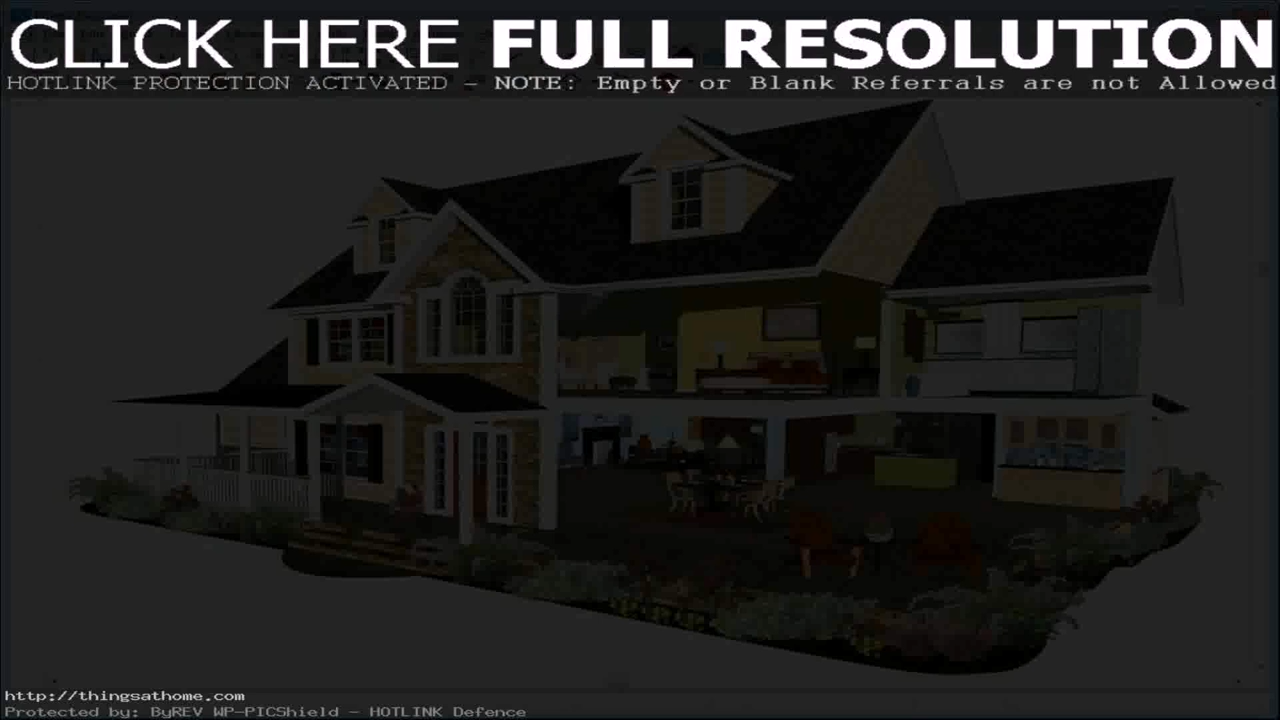 CLICK HERE FULL RESOLUTION
HOTLINK PROTECTION ACTIVATED - NOTE: Empty or Blank Referrals are not Allowed
http://thingsathome.com
Protected by: ByREV WP-PICShield - HOTLINK Defence